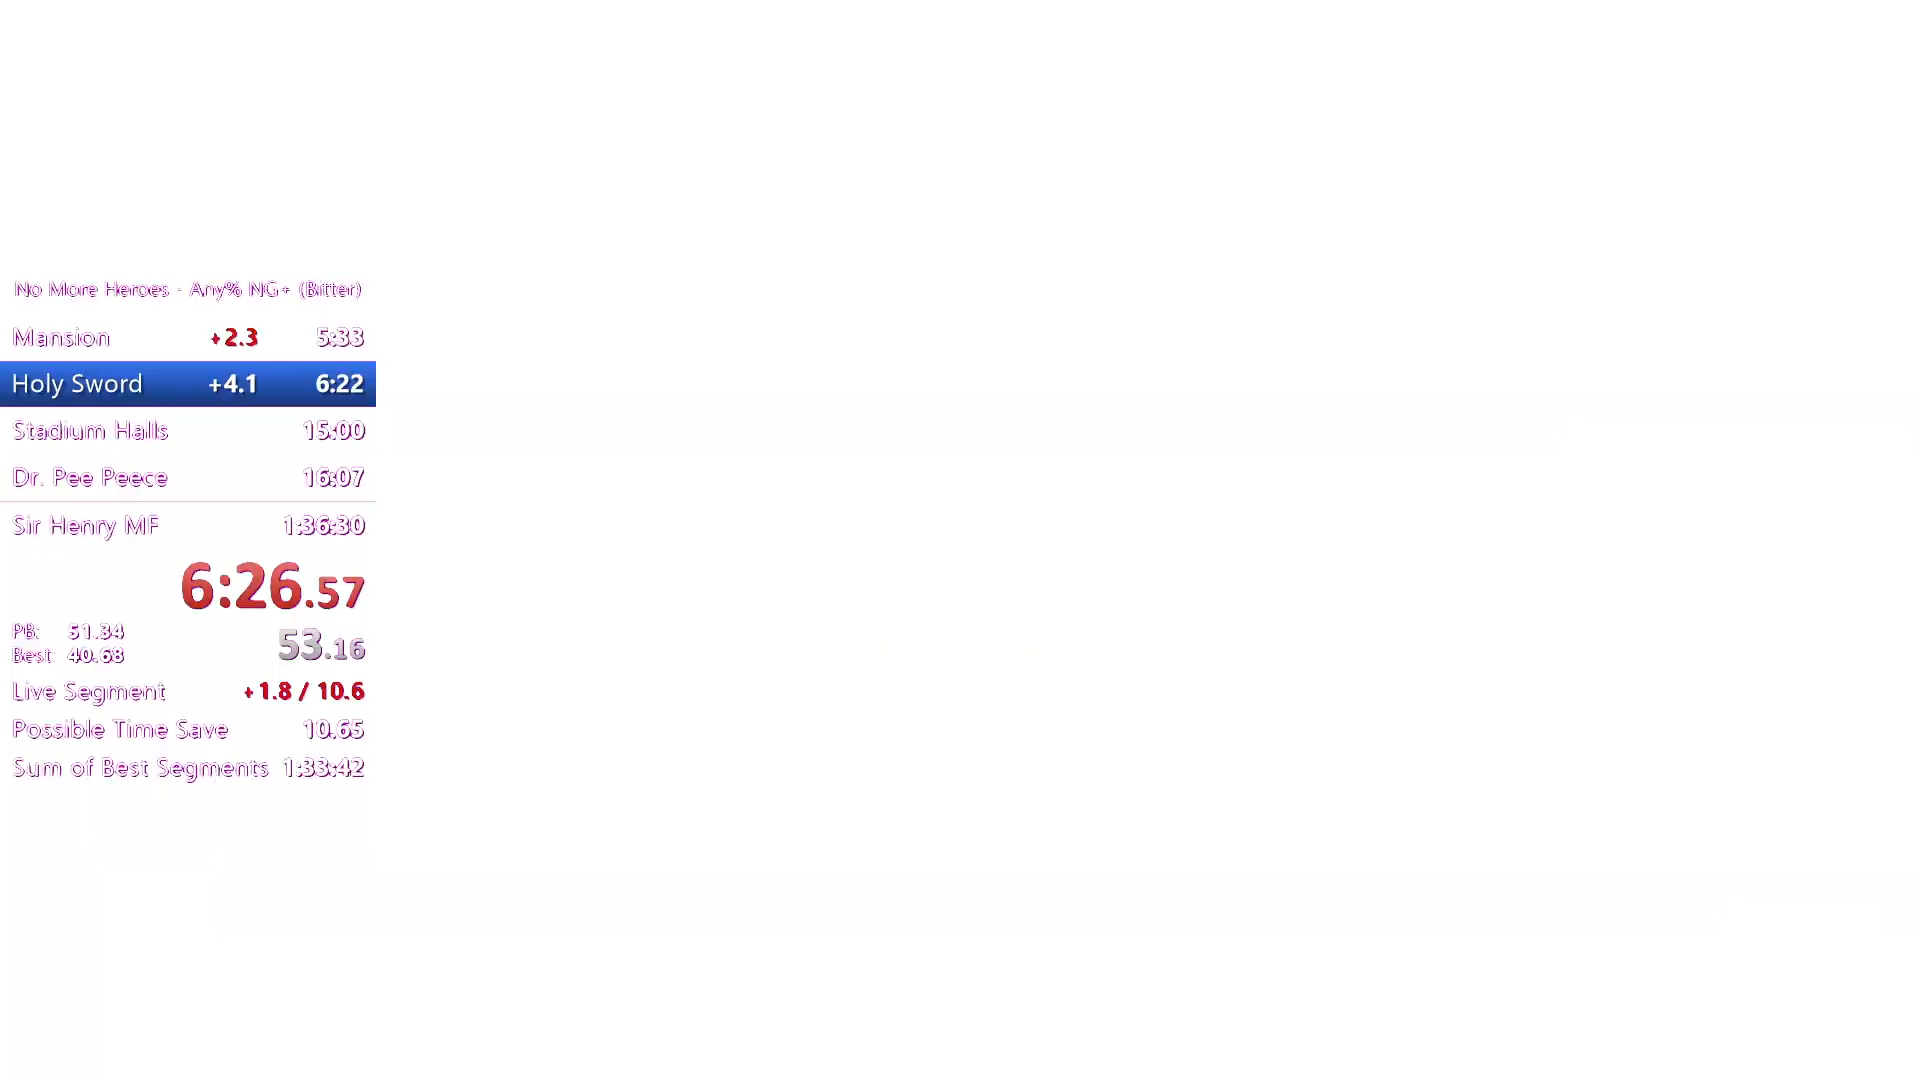 No More Heroes - Any% NG+ (Bitter)
Mansion +2.3 5:33
Holy Sword +4.1 6:22
Stadium Halls 15:00
Dr. Pee Peece 16:07
Sir Henry MF 1:36:30
6:26.57
PB: 51.34 53.16
Best: 40.68
Live Segment +1.8 / 10.6
Possible Time Save 10.65
Sum of Best Segments 1:33:42